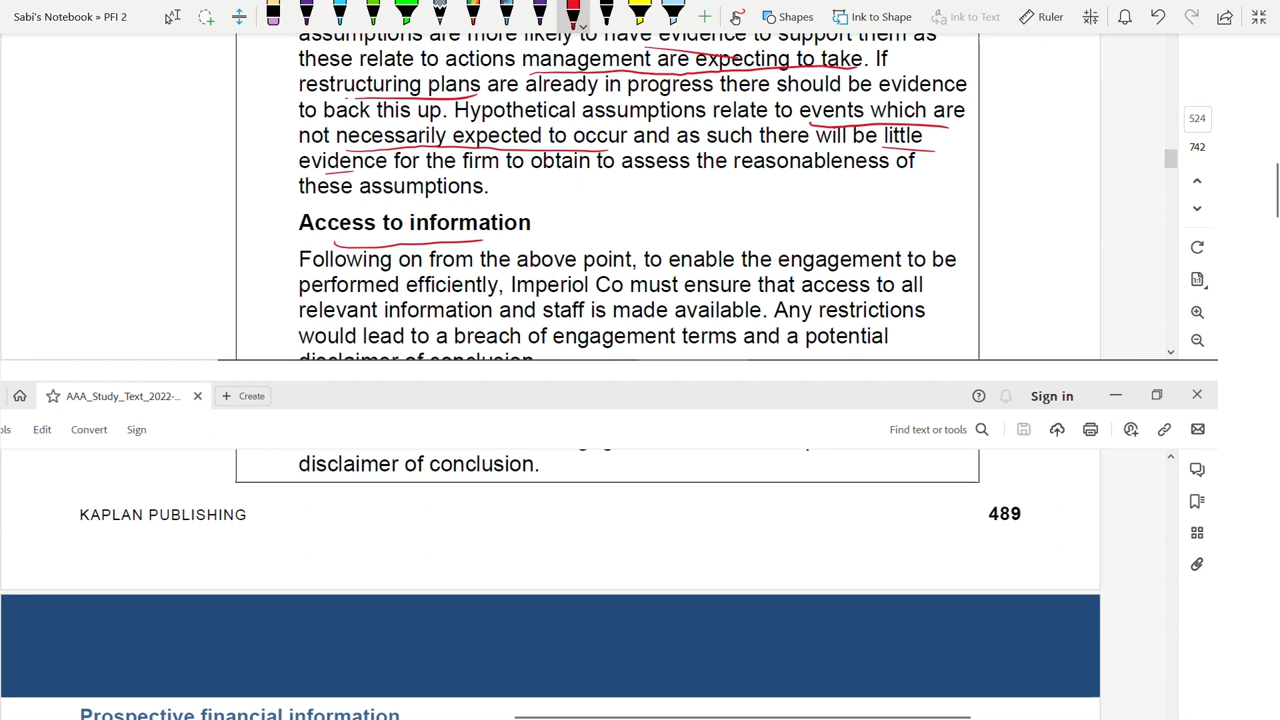 Sabi's Notebook » PFI 2
Shapes
Ink to Shape
Ink to Text
Ruler
assumptions are more likely to have evidence to support them as
these relate to actions management are expecting to take. If
restructuring plans are already in progress there should be evidence
to back this up. Hypothetical assumptions relate to events which are
not necessarily expected to occur and as such there will be little
evidence for the firm to obtain to assess the reasonableness of
these assumptions.
524
742
Access to information
Following on from the above point, to enable the engagement to be
performed efficiently, Imperiol Co must ensure that access to all
relevant information and staff is made available. Any restrictions
would lead to a breach of engagement terms and a potential
disclaimer of conclusion.
AAA_Study_Text_2022-...
Create
Sign in
Edit
Convert
Sign
Find text or tools
disclaimer of conclusion.
KAPLAN PUBLISHING
489
Prospective financial information